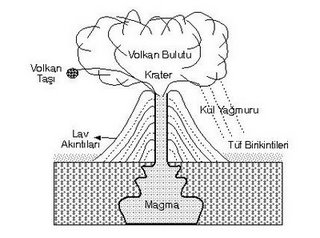 Volkan Bulutu
Volkan
Taşı
Krater
Kül Yağmuru
Lav
Akıntıları
Tüf Birikintileri
Magma